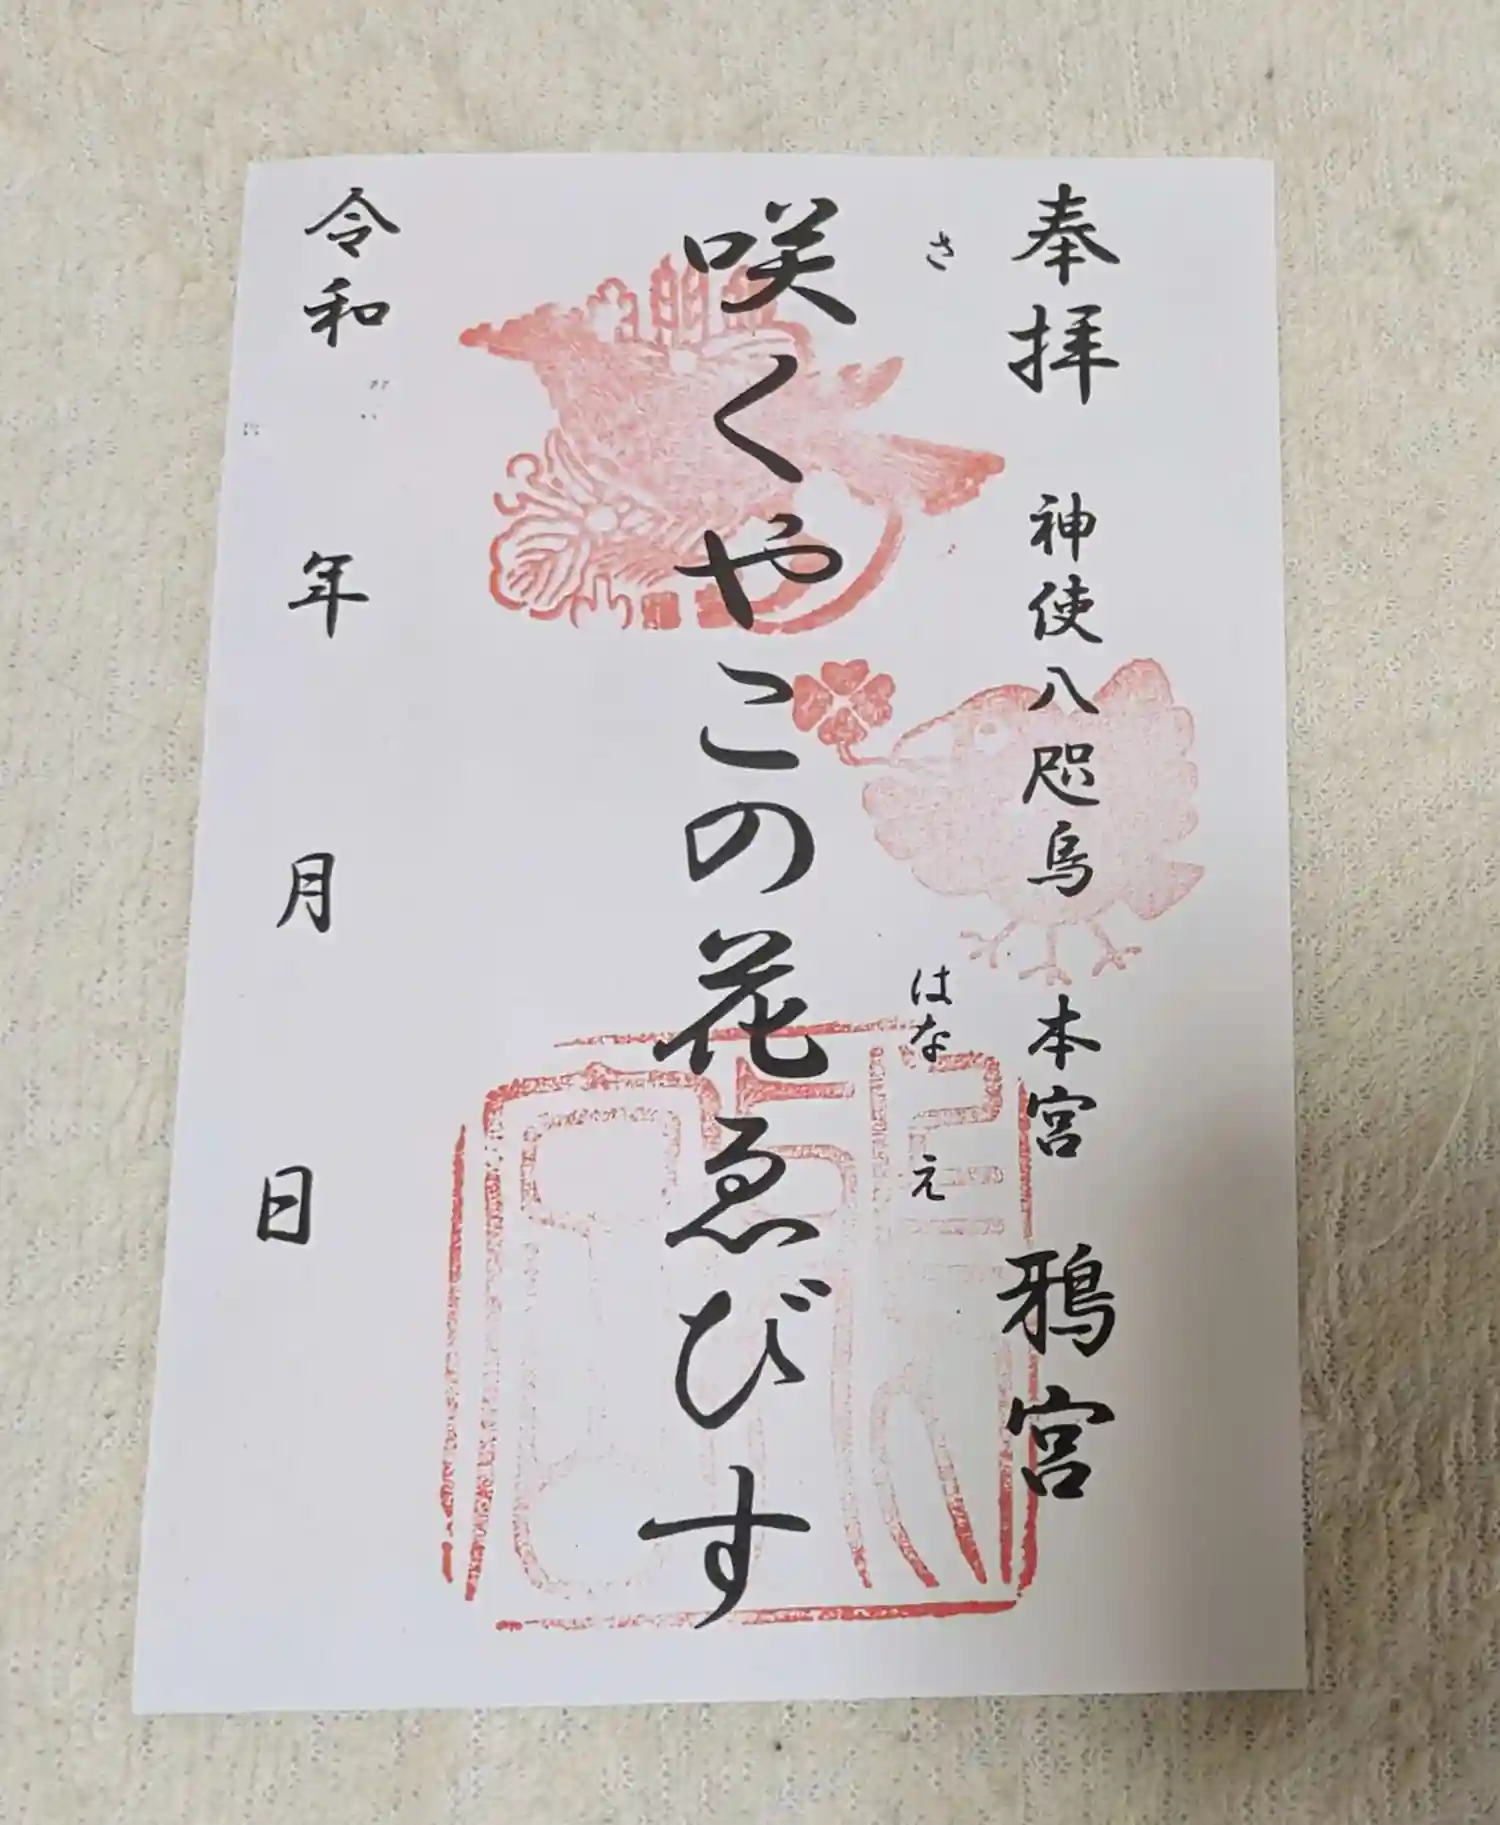 奉拝 神使八咫烏 本宮 鴉宮
さ はな え
咲くやこの花ゑびす
令和 年 月 日